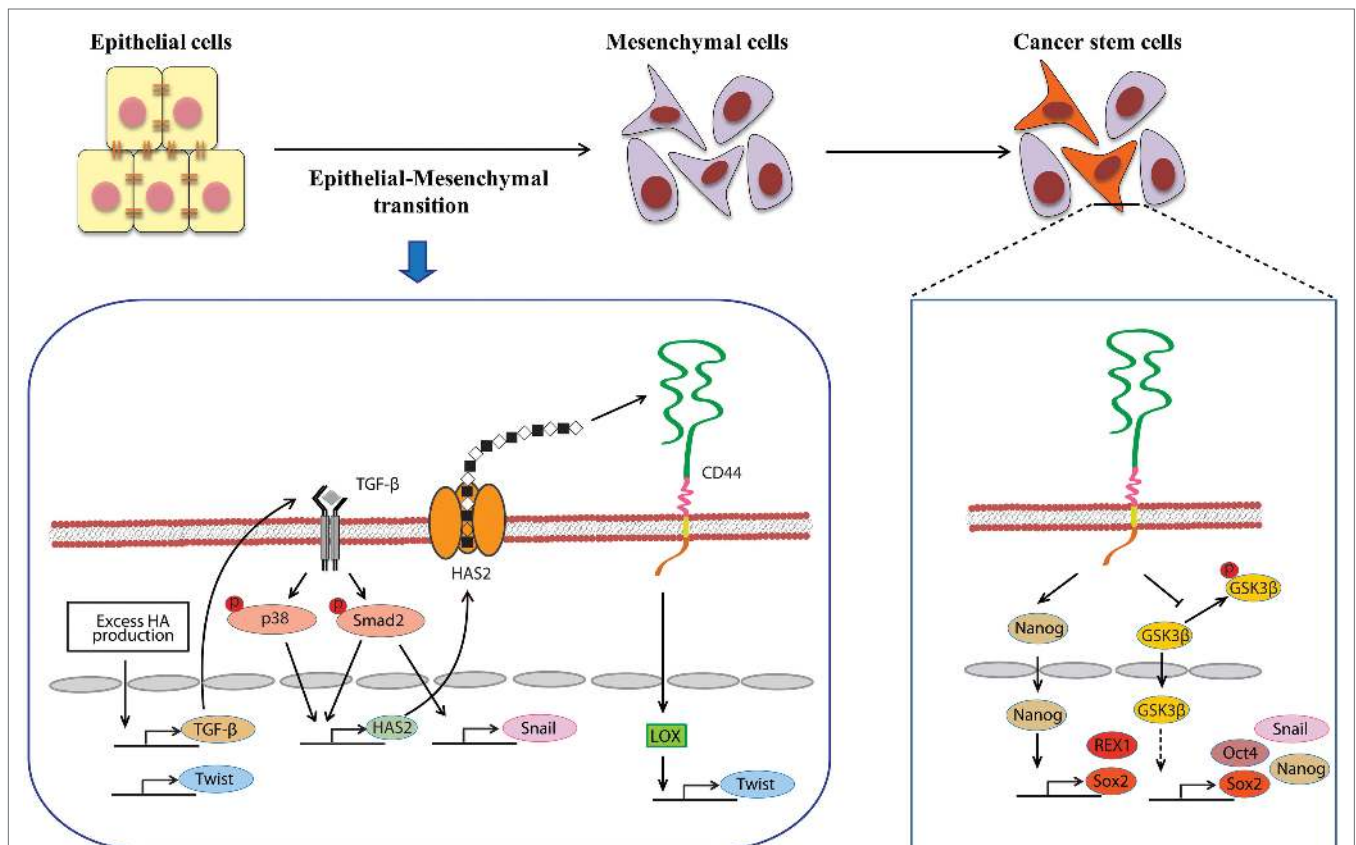 Epithelial cells
Mesenchymal cells
Cancer stem cells
Epithelial-Mesenchymal
transition
TGF-β
CD44
HAS2
Excess HA
production
p
p38
p
Smad2
TGF-β
HAS2
Snail
Twist
LOX
Twist
p
GSK3β
Nanog
GSK3β
Nanog
GSK3β
REX1
Sox2
Snail
Oct4
Nanog
Sox2